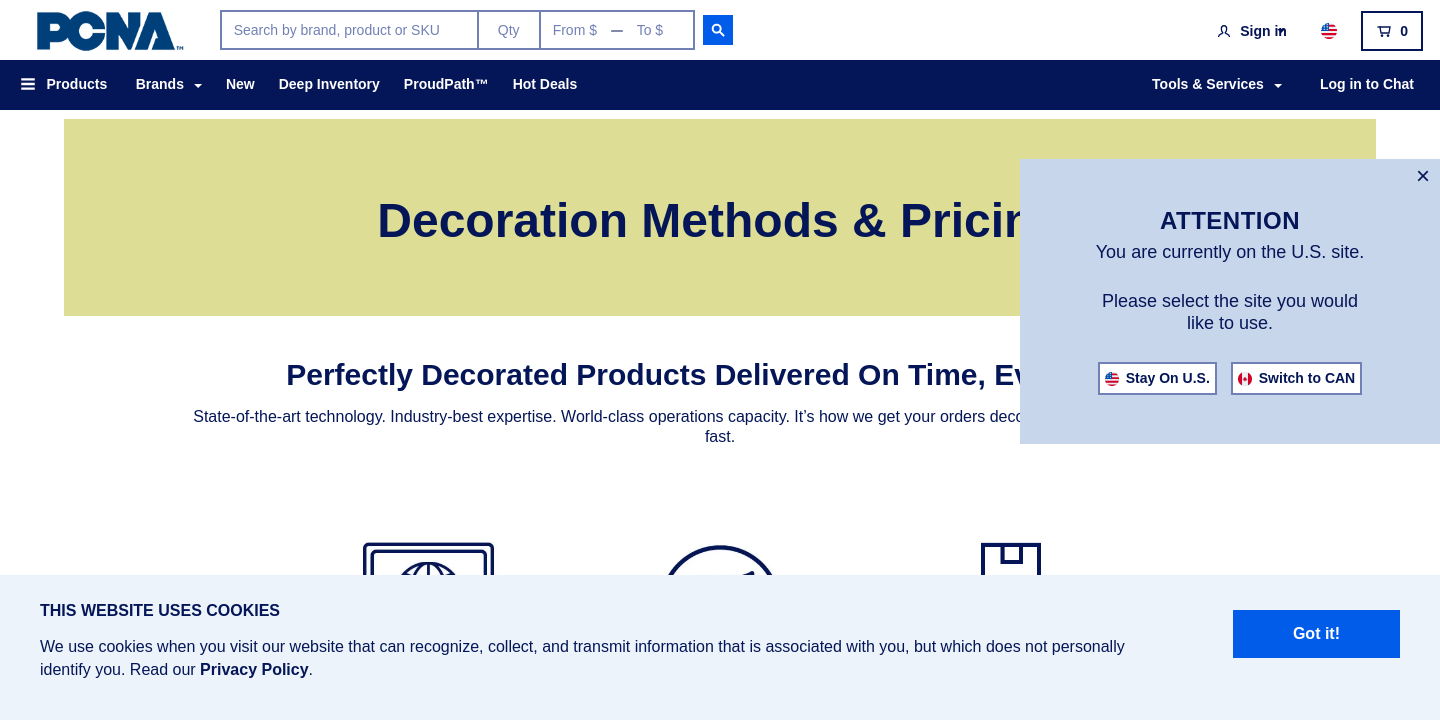 PCNA™
Search by brand, product or SKU Qty From $ — To $
Sign in 0
Products Brands New Deep Inventory ProudPath™ Hot Deals Tools & Services Log in to Chat
Decoration Methods & Pricin
×
ATTENTION
You are currently on the U.S. site.
Please select the site you would
like to use.
Stay On U.S. Switch to CAN
Perfectly Decorated Products Delivered On Time, Ev
State-of-the-art technology. Industry-best expertise. World-class operations capacity. It’s how we get your orders deco
fast.
THIS WEBSITE USES COOKIES
We use cookies when you visit our website that can recognize, collect, and transmit information that is associated with you, but which does not personally
identify you. Read our Privacy Policy.
Got it!